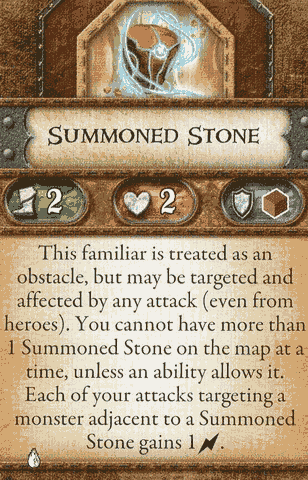 SUMMONED STONE
2 2
This familiar is treated as an
obstacle, but may be targeted and
affected by any attack (even from
heroes). You cannot have more than
1 Summoned Stone on the map at a
time, unless an ability allows it.
Each of your attacks targeting a
monster adjacent to a Summoned
Stone gains 1 .